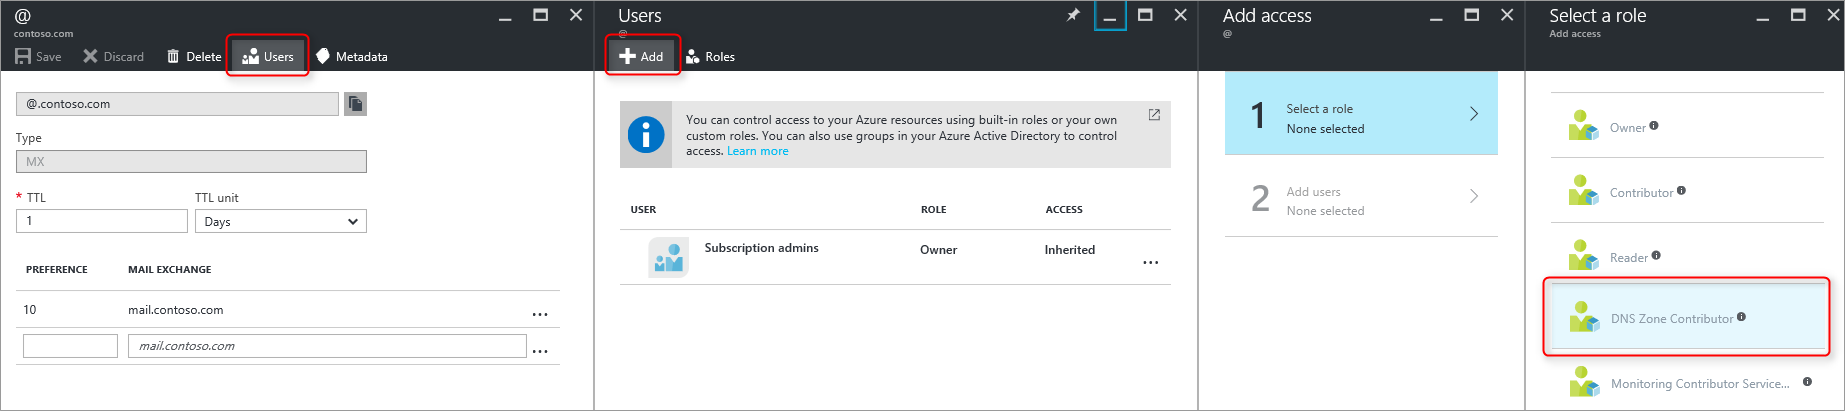 @
contoso.com
Save Discard Delete Users Metadata
@.contoso.com
Type
MX
* TTL TTL unit
1 Days
PREFERENCE MAIL EXCHANGE
10 mail.contoso.com ...
mail.contoso.com ...
Users
@
Add Roles
You can control access to your Azure resources using built-in roles or your own
custom roles. You can also use groups in your Azure Active Directory to control
access. Learn more
USER ROLE ACCESS
Subscription admins Owner Inherited ...
Add access
@
1 Select a role
None selected
2 Add users
None selected
Select a role
Add access
Owner
Contributor
Reader
DNS Zone Contributor
Monitoring Contributor Service...